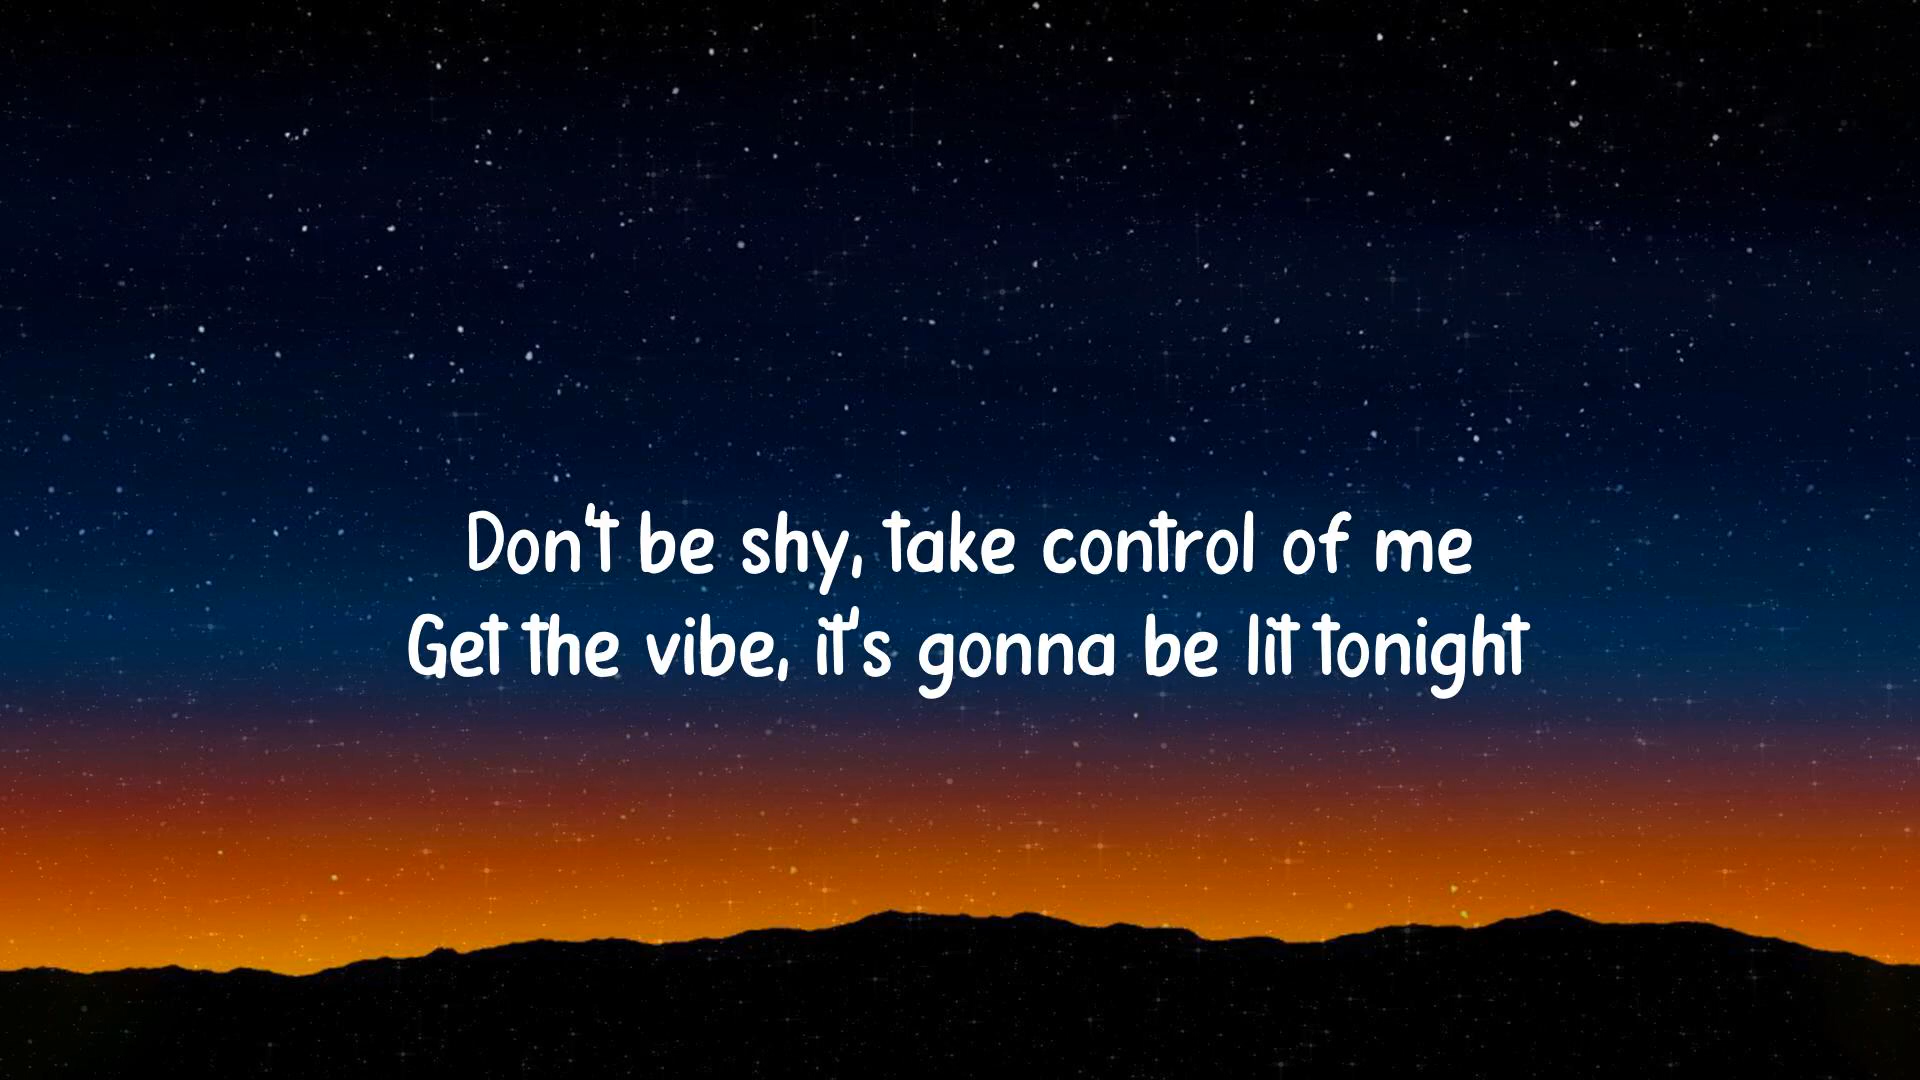 Don't be shy, take control of me
Get the vibe, it's gonna be lit tonight